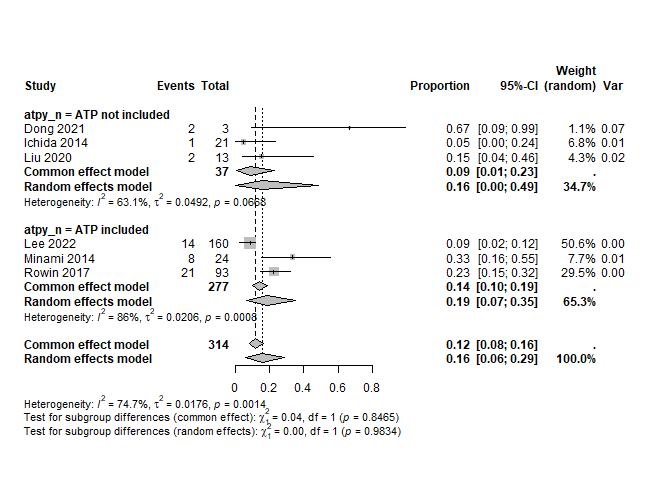 Weight
Study Events Total Proportion 95%-CI (random) Var
atpy_n = ATP not included
Dong 2021 2 3 0.67 [0.09; 0.99] 1.1% 0.07
Ichida 2014 1 21 0.05 [0.00; 0.24] 6.8% 0.01
Liu 2020 2 13 0.15 [0.04; 0.46] 4.3% 0.02
Common effect model 37 0.09 [0.01; 0.23] .
Random effects model 0.16 [0.00; 0.49] 34.7%
Heterogeneity: I² = 63.1%, τ² = 0.0492, p = 0.0668
atpy_n = ATP included
Lee 2022 14 160 0.09 [0.02; 0.12] 50.6% 0.00
Minami 2014 8 24 0.33 [0.16; 0.55] 7.7% 0.01
Rowin 2017 21 93 0.23 [0.15; 0.32] 29.5% 0.00
Common effect model 277 0.14 [0.10; 0.19] .
Random effects model 0.19 [0.07; 0.35] 65.3%
Heterogeneity: I² = 86%, τ² = 0.0206, p = 0.0008
Common effect model 314 0.12 [0.08; 0.16] .
Random effects model 0.16 [0.06; 0.29] 100.0%
0 0.2 0.4 0.6 0.8
Heterogeneity: I² = 74.7%, τ² = 0.0176, p = 0.0014
Test for subgroup differences (common effect): χ₁² = 0.04, df = 1 (p = 0.8465)
Test for subgroup differences (random effects): χ₁² = 0.00, df = 1 (p = 0.9834)